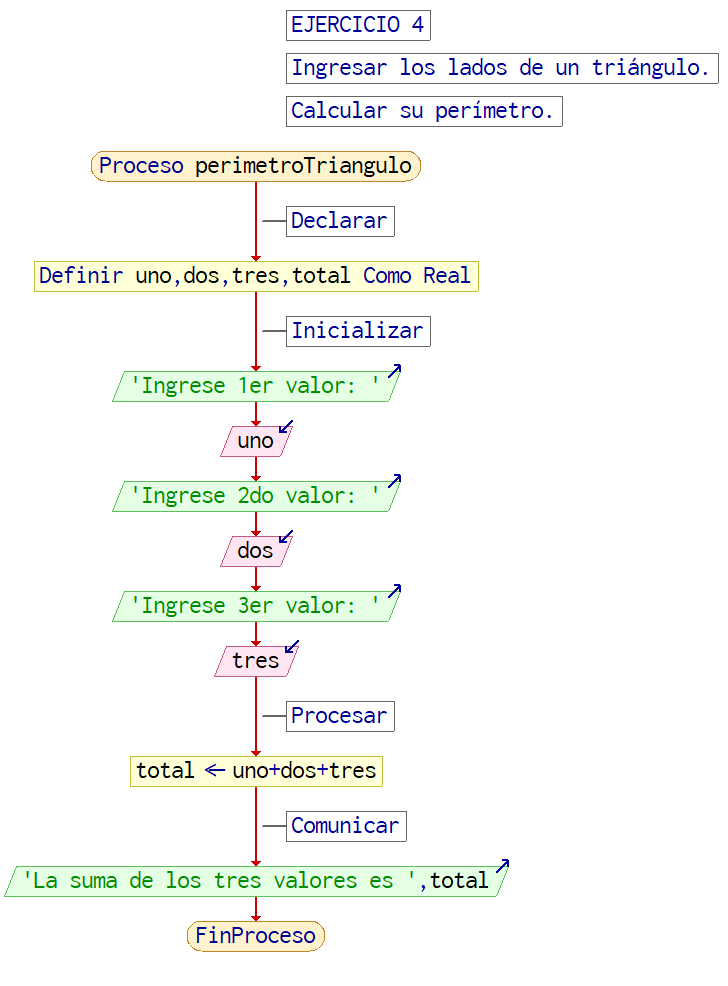 EJERCICIO 4
Ingresar los lados de un triángulo.
Calcular su perímetro.
Proceso perimetroTriangulo
Declarar
Definir uno,dos,tres,total Como Real
Inicializar
'Ingrese 1er valor: '
uno
'Ingrese 2do valor: '
dos
'Ingrese 3er valor: '
tres
Procesar
total ← uno+dos+tres
Comunicar
'La suma de los tres valores es ',total
FinProceso